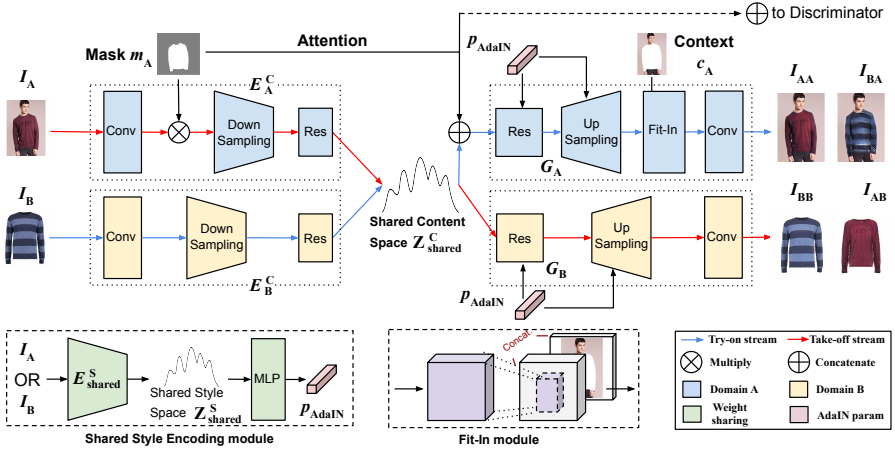 to Discriminator
Attention
Mask m_A
p_AdaIN
Context
c_A
I_A
E_A^C
I_AA
I_BA
Conv
Down
Sampling
Res
Res
Up
Sampling
Fit-In
Conv
G_A
I_B
Shared Content
Space Z^C_shared
I_BB
I_AB
Conv
Down
Sampling
Res
Res
Up
Sampling
Conv
E_B^C
G_B
p_AdaIN
I_A
OR
I_B
E^S_shared
Shared Style
Space Z^S_shared
MLP
p_AdaIN
Shared Style Encoding module
Concat.
Fit-In module
Try-on stream
Take-off stream
Multiply
Concatenate
Domain A
Domain B
Weight
sharing
AdaIN param